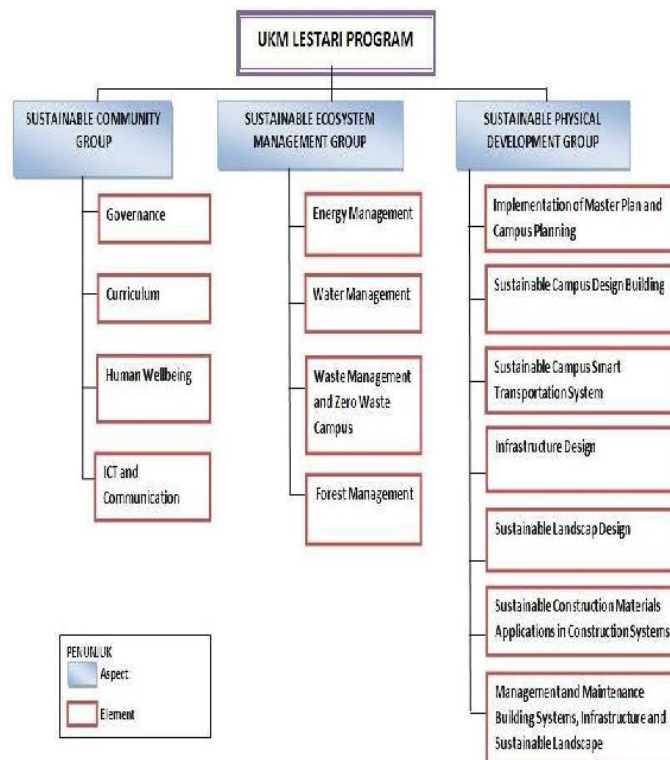 UKM LESTARI PROGRAM
SUSTAINABLE COMMUNITY
GROUP
Governance
Curriculum
Human Wellbeing
ICT and
Communication
SUSTAINABLE ECOSYSTEM
MANAGEMENT GROUP
Energy Management
Water Management
Waste Management
and Zero Waste
Campus
Forest Management
SUSTAINABLE PHYSICAL
DEVELOPMENT GROUP
Implementation of Master Plan and
Campus Planning
Sustainable Campus Design Building
Sustainable Campus Smart
Transportation System
Infrastructure Design
Sustainable Landscap Design
Sustainable Construction Materials
Applications in Construction Systems
Management and Maintenance
Building Systems, Infrastructure and
Sustainable Landscape
PENUNJUK
Aspect
Element